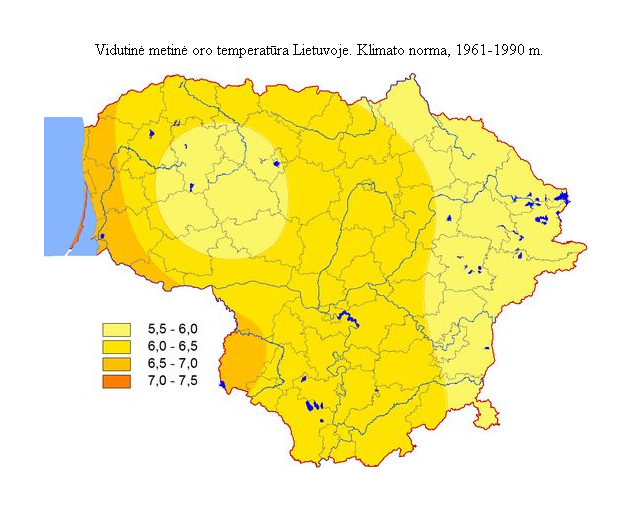 Vidutinė metinė oro temperatūra Lietuvoje. Klimato norma, 1961-1990 m.
5,5 - 6,0
6,0 - 6,5
6,5 - 7,0
7,0 - 7,5